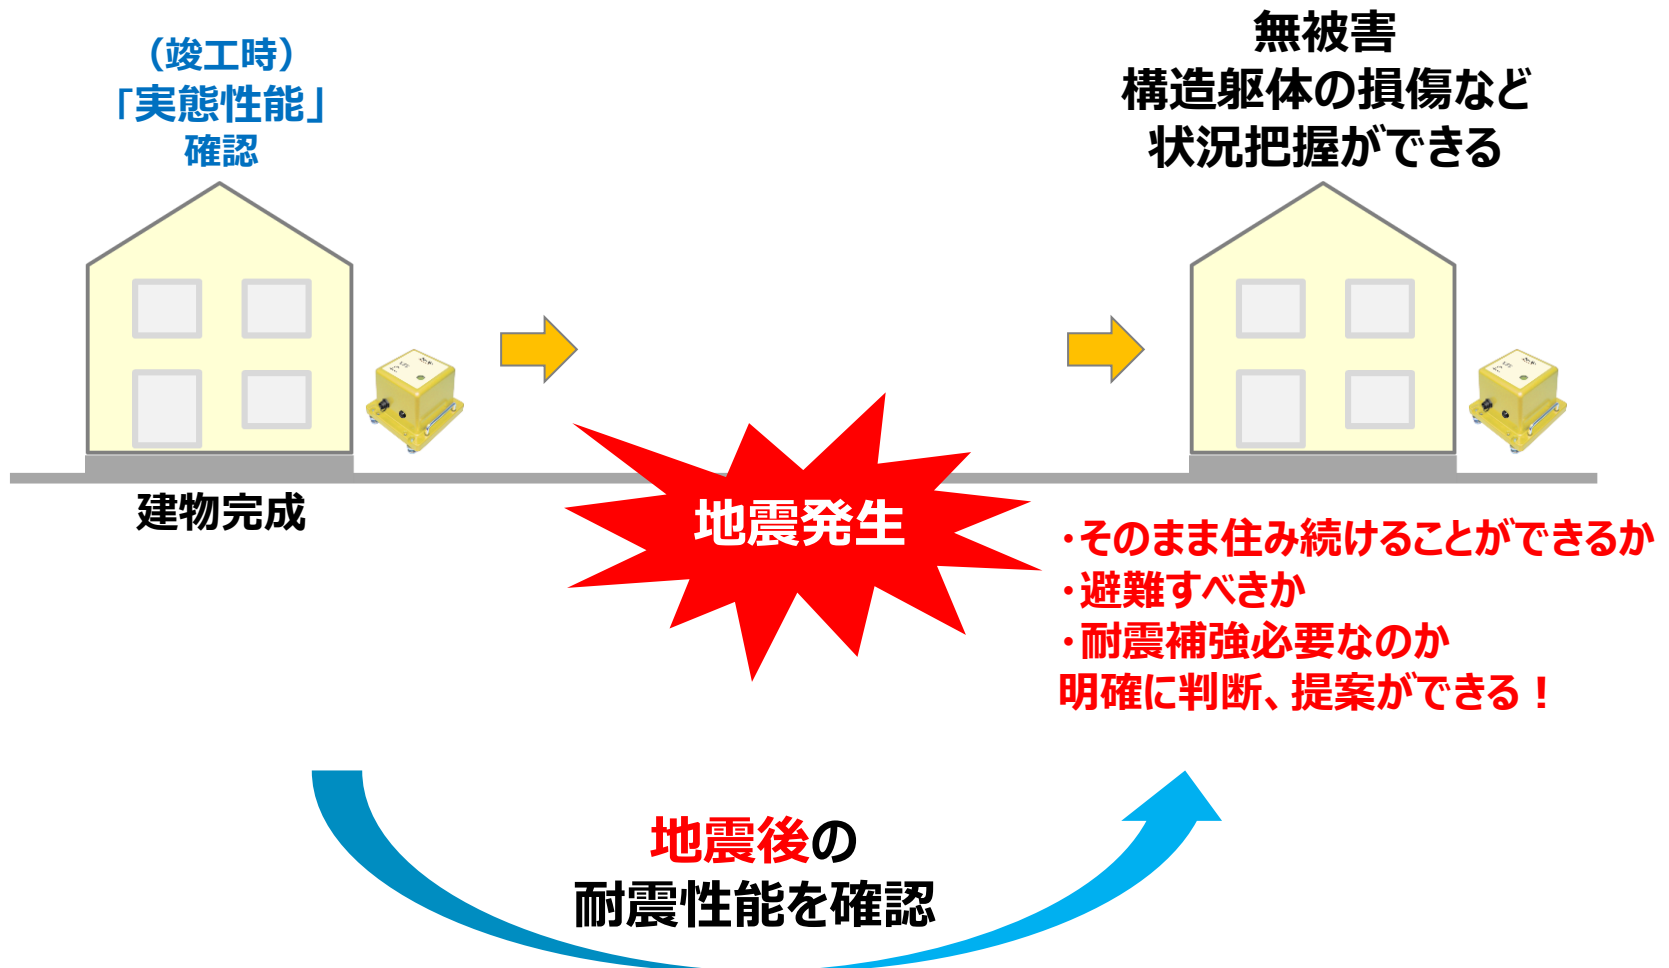 （竣工時）
「実態性能」
確認
建物完成
地震発生
無被害
構造躯体の損傷など
状況把握ができる
・そのまま住み続けることができるか
・避難すべきか
・耐震補強必要なのか
明確に判断、提案ができる！
地震後の
耐震性能を確認